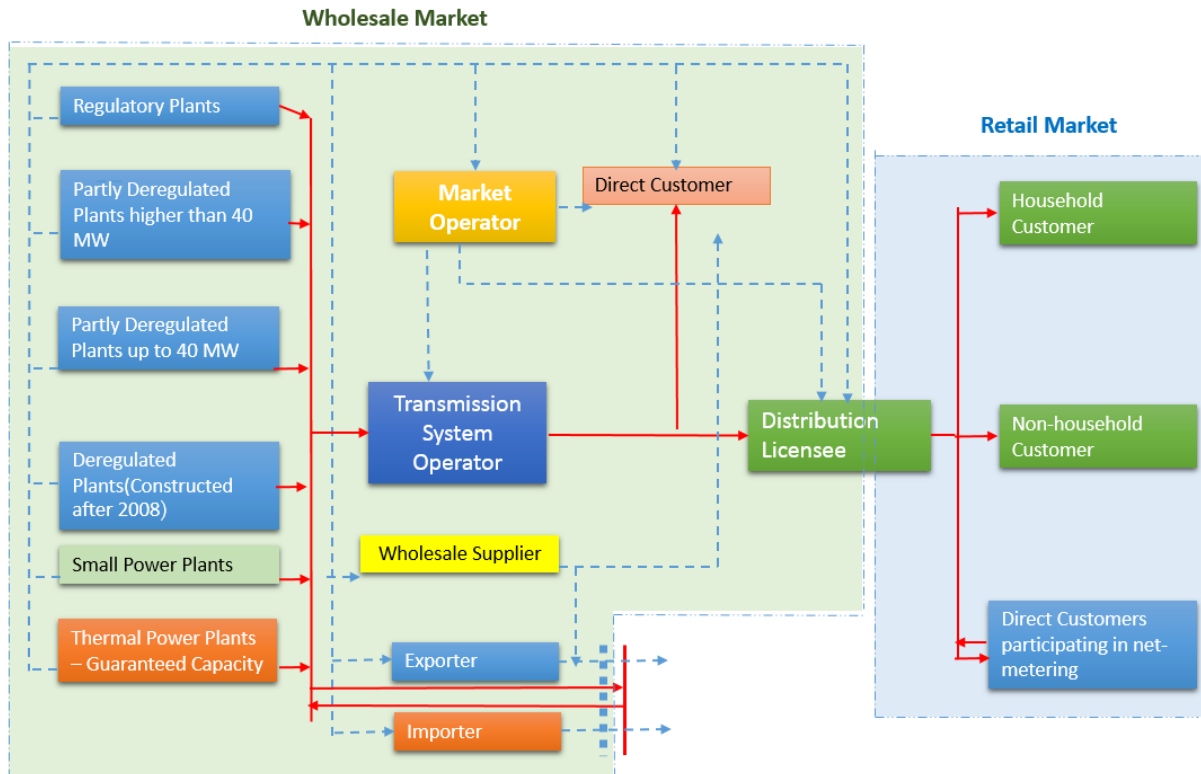 Wholesale Market
Regulatory Plants
Partly Deregulated
Plants higher than 40
MW
Partly Deregulated
Plants up to 40 MW
Deregulated
Plants(Constructed
after 2008)
Small Power Plants
Thermal Power Plants
– Guaranteed Capacity
Market
Operator
Direct Customer
Transmission
System
Operator
Distribution
Licensee
Wholesale Supplier
Exporter
Importer
Retail Market
Household
Customer
Non-household
Customer
Direct Customers
participating in net-
metering